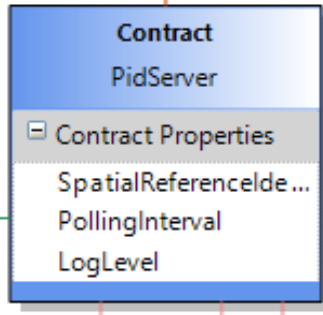 Contract
PidServer
Contract Properties
SpatialReferenceIde...
PollingInterval
LogLevel